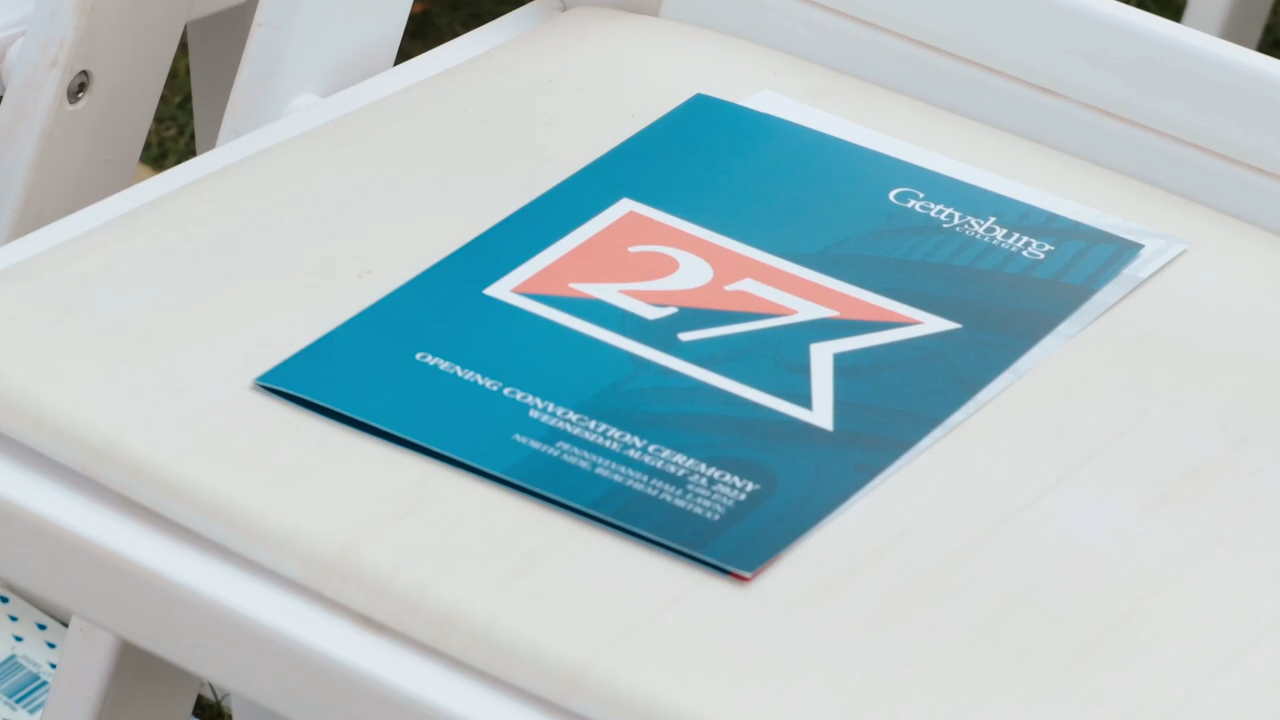 Gettysburg
COLLEGE
27
OPENING CONVOCATION CEREMONY
WEDNESDAY, AUGUST 23, 2023
PENNSYLVANIA HALL LAWN,
NORTH SIDE, BEACHEM PORTICO